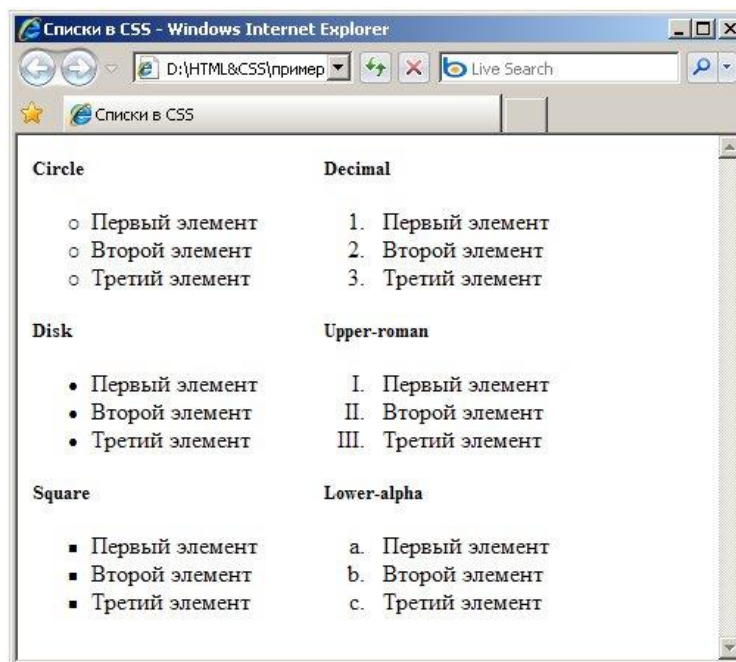 Списки в CSS - Windows Internet Explorer
D:\HTML&CSS\пример
Live Search
Списки в CSS
Circle
○ Первый элемент
○ Второй элемент
○ Третий элемент
Decimal
1. Первый элемент
2. Второй элемент
3. Третий элемент
Disk
• Первый элемент
• Второй элемент
• Третий элемент
Upper-roman
I. Первый элемент
II. Второй элемент
III. Третий элемент
Square
▪ Первый элемент
▪ Второй элемент
▪ Третий элемент
Lower-alpha
a. Первый элемент
b. Второй элемент
c. Третий элемент